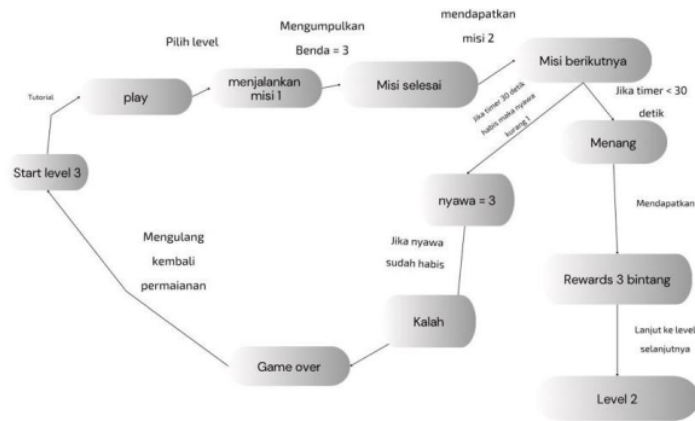 mendapatkan
misi 2
Mengumpulkan
Benda = 3
Pilih level
Misi berikutnya
Tutorial
play
menjalankan
misi 1
Misi selesai
Jika timer 30 detik
habis maka nyawa
kurang 1
Jika timer < 30
detik
Menang
Start level 3
nyawa = 3
Mendapatkan
Mengulang
kembali
permaianan
Jika nyawa
sudah habis
Rewards 3 bintang
Kalah
Lanjut ke level
selanjutnya
Game over
Level 2